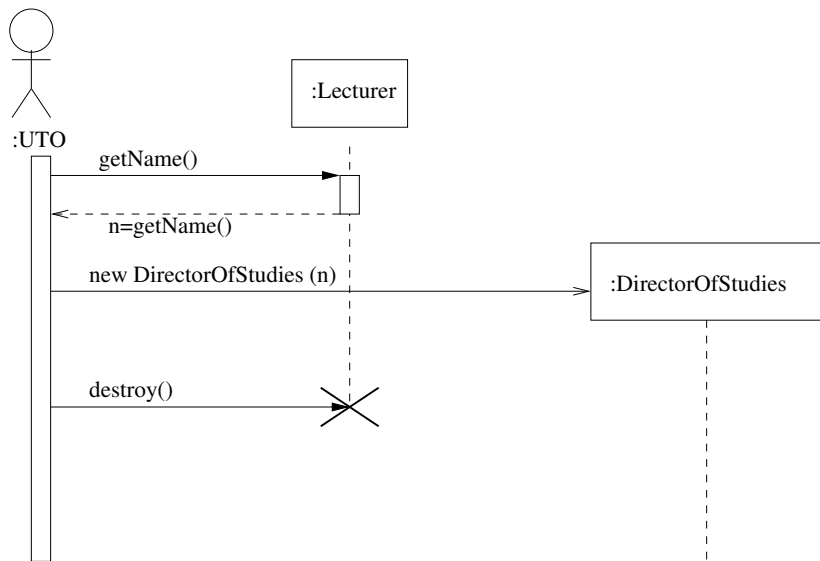 :Lecturer
:UTO
getName()
n=getName()
new DirectorOfStudies (n)
:DirectorOfStudies
destroy()